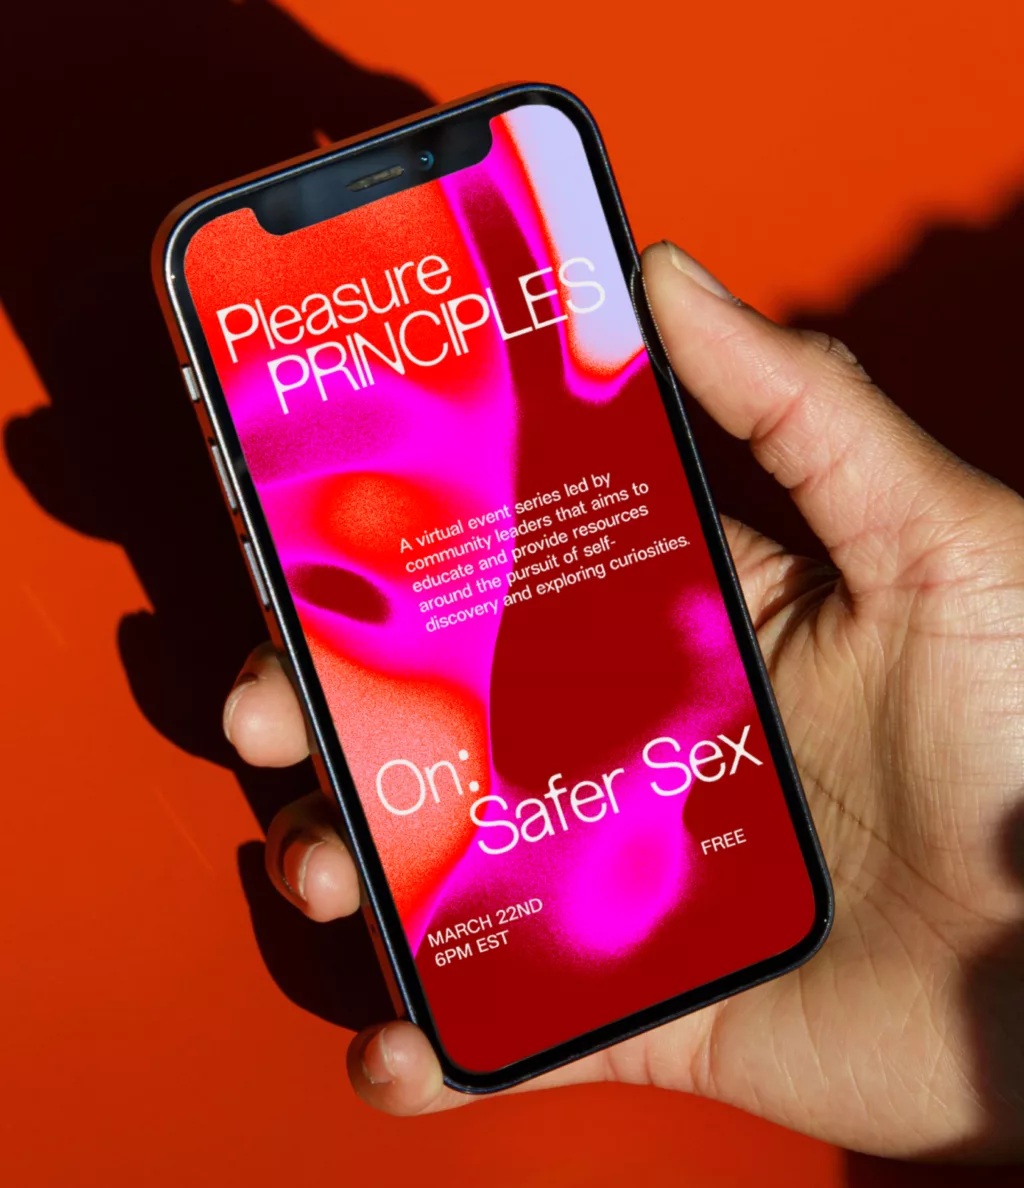 Pleasure
PRINCIPLES
A virtual event series led by
community leaders that aims to
educate and provide resources
around the pursuit of self-
discovery and exploring curiosities.
On:
Safer Sex
FREE
MARCH 22ND
6PM EST